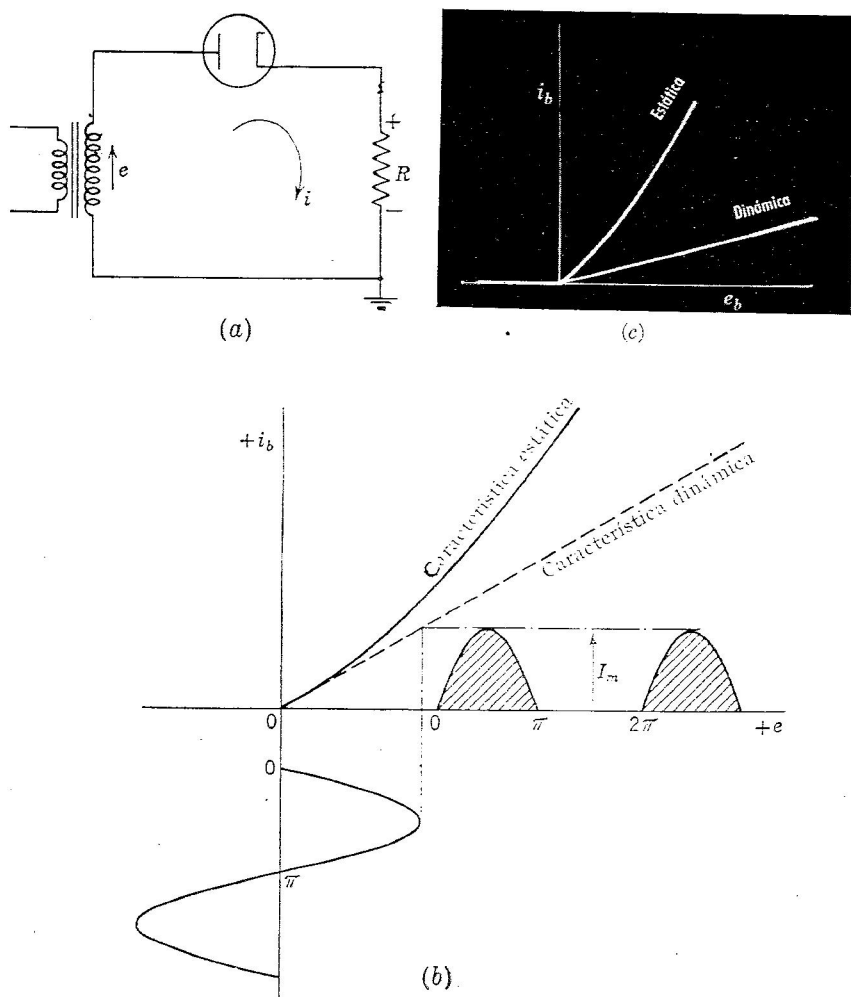 e
i
+
R
−
(a)
i_b
Estática
Dinámica
e_b
(c)
+i_b
Característica estática
Característica dinámica
I_m
0
0
π
2π
+e
0
π
(b)